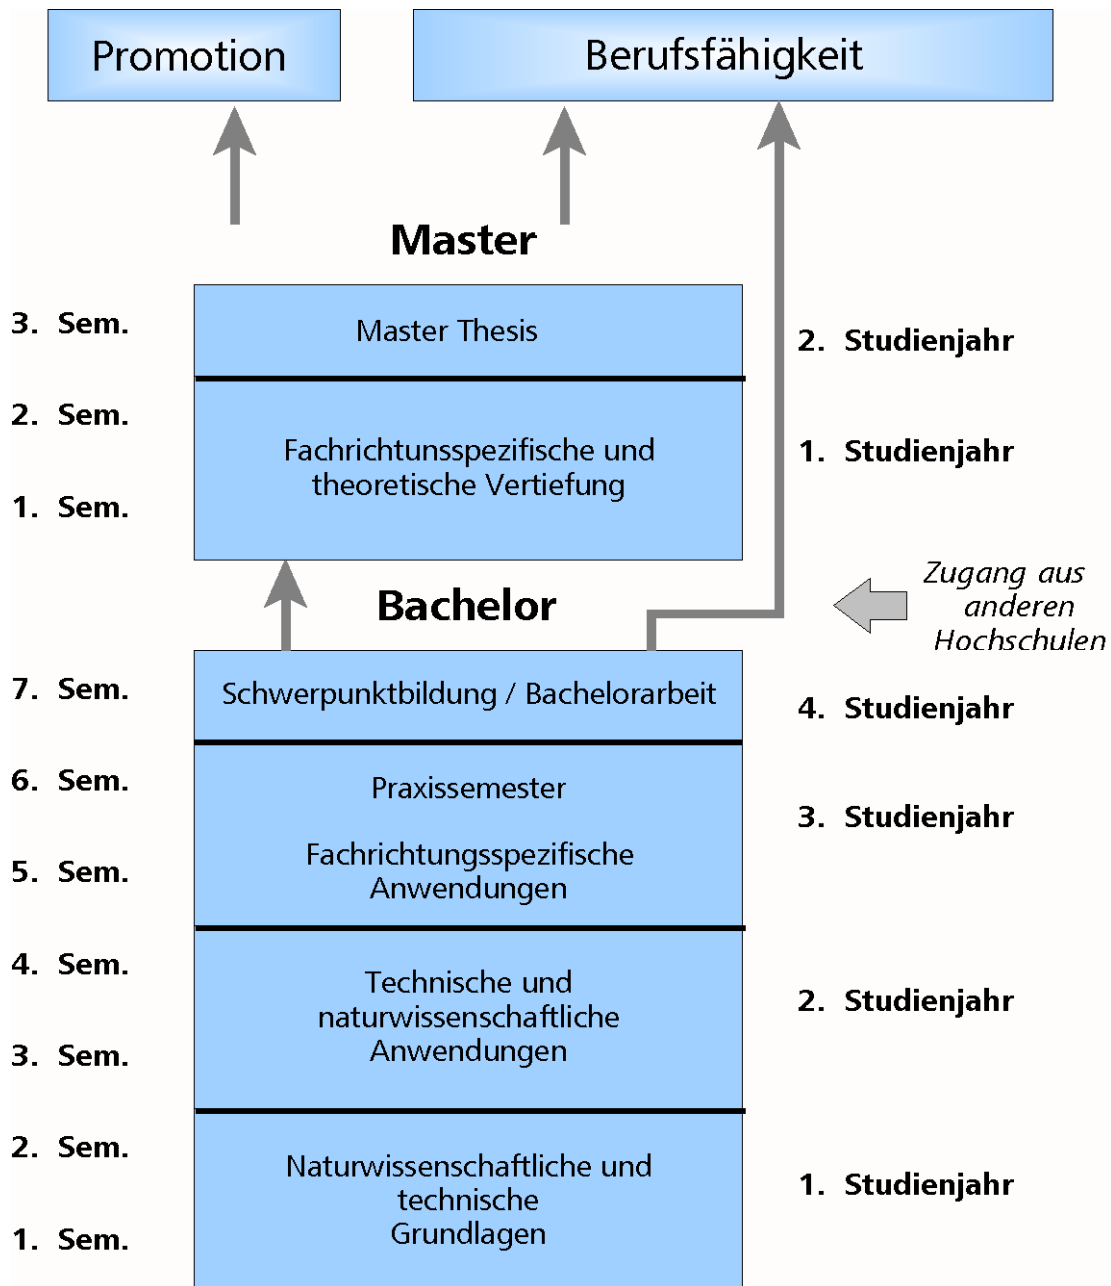 Promotion
Berufsfähigkeit
Master
3. Sem.
Master Thesis
2. Studienjahr
2. Sem.
Fachrichtunsspezifische und
theoretische Vertiefung
1. Studienjahr
1. Sem.
Zugang aus
anderen
Hochschulen
Bachelor
7. Sem.
Schwerpunktbildung / Bachelorarbeit
4. Studienjahr
6. Sem.
Praxissemester
3. Studienjahr
Fachrichtungsspezifische
Anwendungen
5. Sem.
4. Sem.
Technische und
naturwissenschaftliche
Anwendungen
2. Studienjahr
3. Sem.
2. Sem.
Naturwissenschaftliche und
technische
Grundlagen
1. Studienjahr
1. Sem.